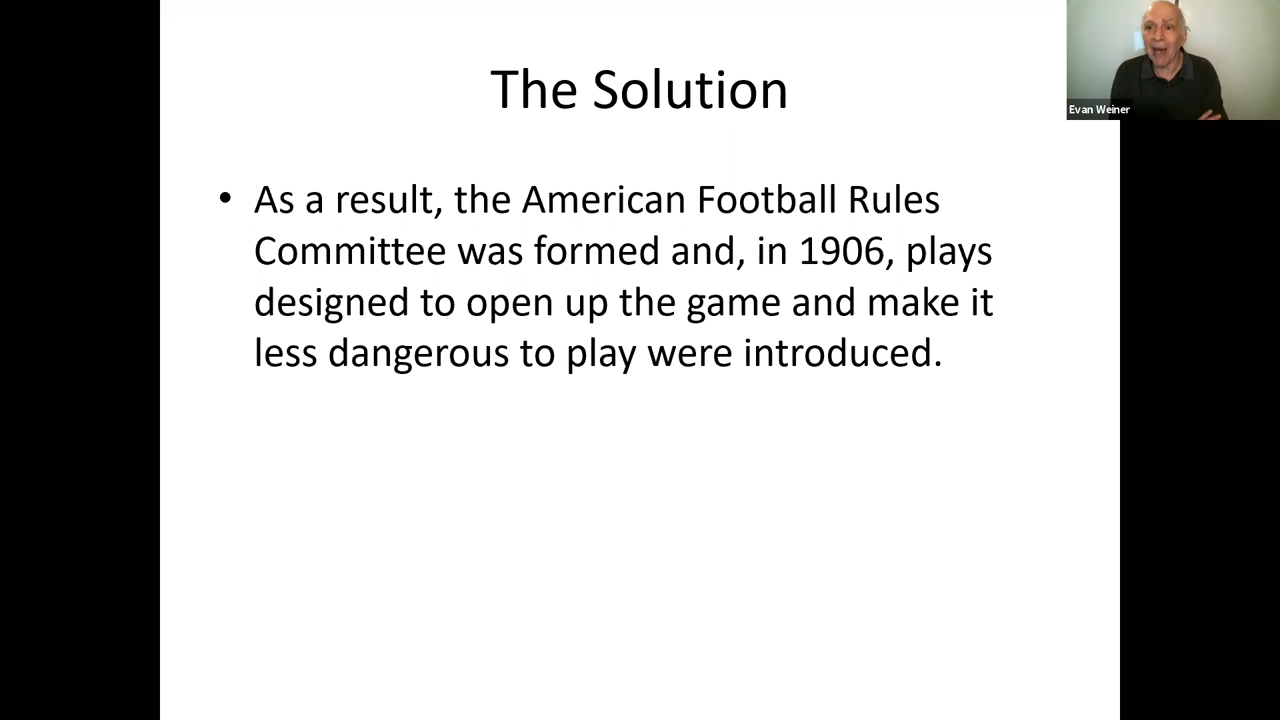 The Solution
• As a result, the American Football Rules
Committee was formed and, in 1906, plays
designed to open up the game and make it
less dangerous to play were introduced.
Evan Weiner